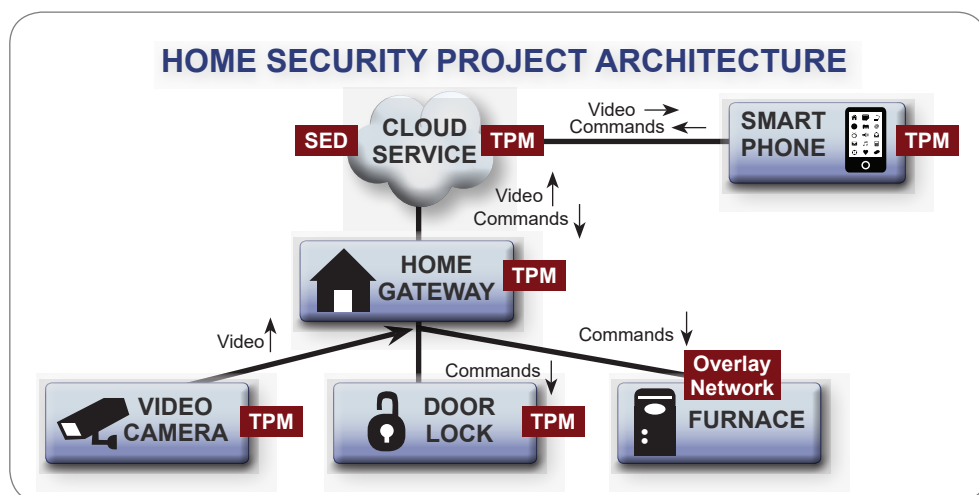 HOME SECURITY PROJECT ARCHITECTURE
SED
CLOUD
SERVICE
TPM
Video
Commands
SMART
PHONE
TPM
Video
Commands
HOME
GATEWAY
TPM
Video
Commands
Commands
Overlay
Network
VIDEO
CAMERA
TPM
DOOR
LOCK
TPM
FURNACE